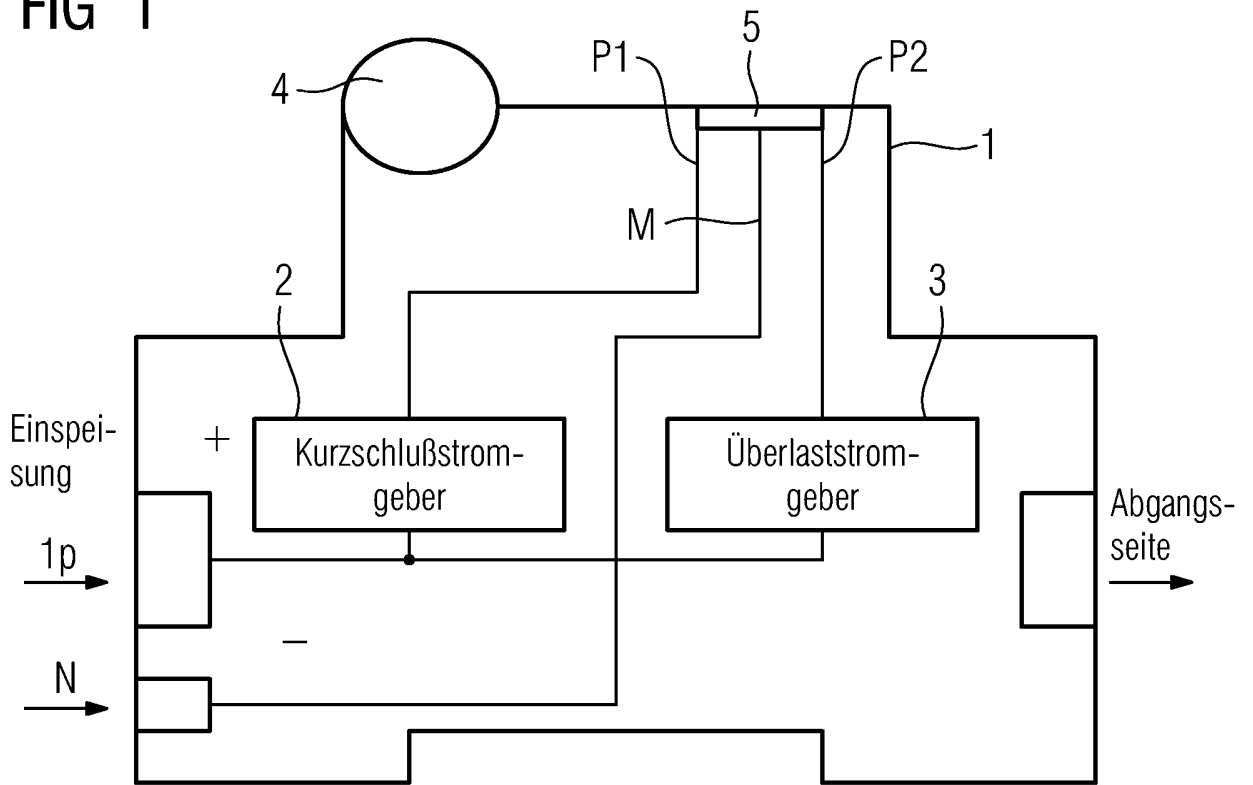 FIG 1
5
P1
P2
4
1
M
2
3
Einspei-
sung
+
Kurzschlußstrom-
geber
Überlaststrom-
geber
Abgangs-
seite
1p
−
N